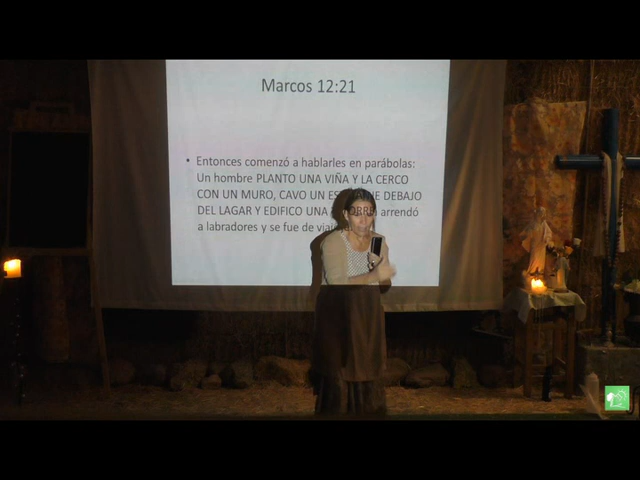 Marcos 12:21
• Entonces comenzó a hablarles en parábolas:
Un hombre PLANTO UNA VIÑA Y LA CERCO
CON UN MURO, CAVO UN DEBAJO
DEL LAGAR Y EDIFICO UNA arrendó
a labradores y se fue de